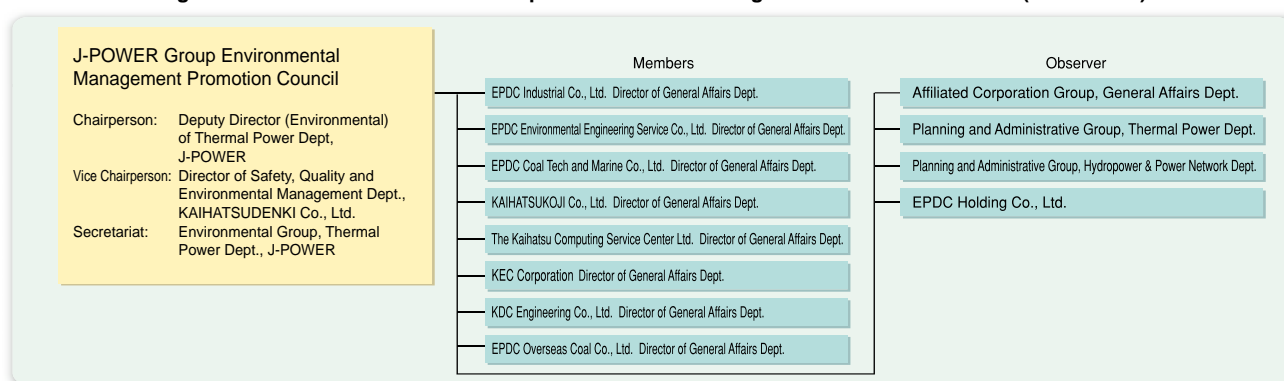 J-POWER Group Environmental
Management Promotion Council
Chairperson: Deputy Director (Environmental)
of Thermal Power Dept,
J-POWER
Vice Chairperson: Director of Safety, Quality and
Environmental Management Dept.,
KAIHATSUDENKI Co., Ltd.
Secretariat: Environmental Group, Thermal
Power Dept., J-POWER
Members
EPDC Industrial Co., Ltd. Director of General Affairs Dept.
EPDC Environmental Engineering Service Co., Ltd. Director of General Affairs Dept.
EPDC Coal Tech and Marine Co., Ltd. Director of General Affairs Dept.
KAIHATSUKOJI Co., Ltd. Director of General Affairs Dept.
The Kaihatsu Computing Service Center Ltd. Director of General Affairs Dept.
KEC Corporation Director of General Affairs Dept.
KDC Engineering Co., Ltd. Director of General Affairs Dept.
EPDC Overseas Coal Co., Ltd. Director of General Affairs Dept.
Observer
Affiliated Corporation Group, General Affairs Dept.
Planning and Administrative Group, Thermal Power Dept.
Planning and Administrative Group, Hydropower & Power Network Dept.
EPDC Holding Co., Ltd.